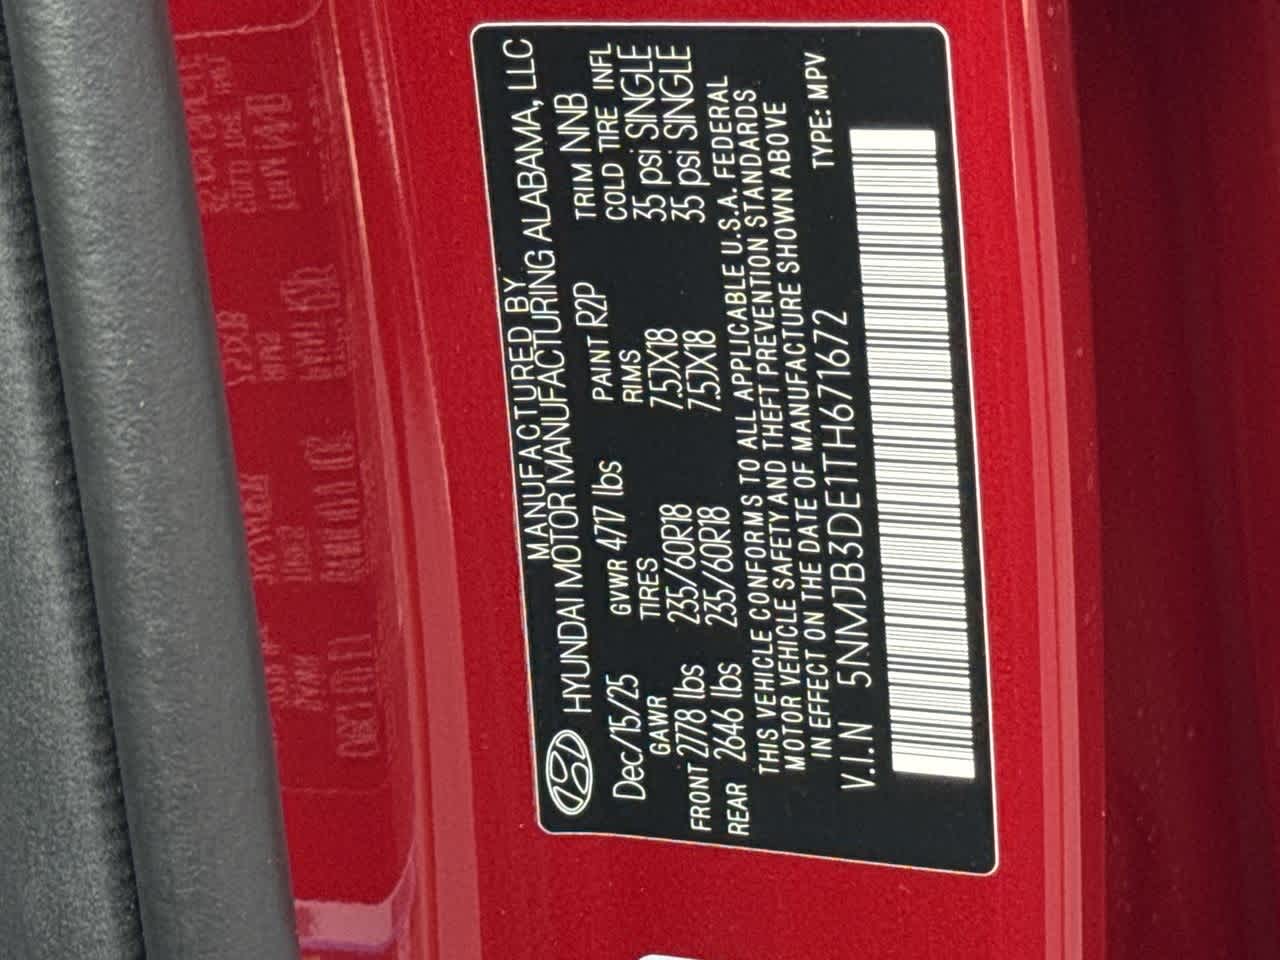 MANUFACTURED BY
HYUNDAI MOTOR MANUFACTURING ALABAMA, LLC
Dec/15/25 GVWR 4717 lbs PAINT R2P TRIM NNB
GAWR TIRES RIMS COLD TIRE INFL
FRONT 2778 lbs 235/60R18 7.5JX18 35 psi SINGLE
REAR 2646 lbs 235/60R18 7.5JX18 35 psi SINGLE
THIS VEHICLE CONFORMS TO ALL APPLICABLE U.S.A. FEDERAL
MOTOR VEHICLE SAFETY AND THEFT PREVENTION STANDARDS
IN EFFECT ON THE DATE OF MANUFACTURE SHOWN ABOVE
V.I.N 5NMJB3DE1TH671672 TYPE: MPV